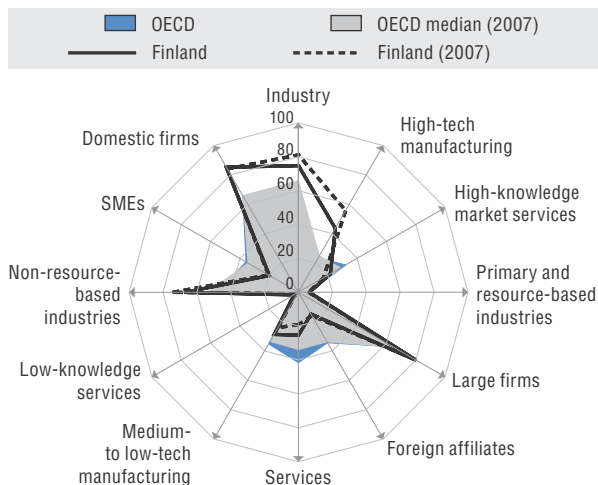 OECD
OECD median (2007)
Finland
Finland (2007)
Industry
100
80
60
40
20
0
High-tech
manufacturing
High-knowledge
market services
Primary and
resource-based
industries
Large firms
Foreign affiliates
Services
Medium-
to low-tech
manufacturing
Low-knowledge
services
Non-resource-
based
industries
SMEs
Domestic firms